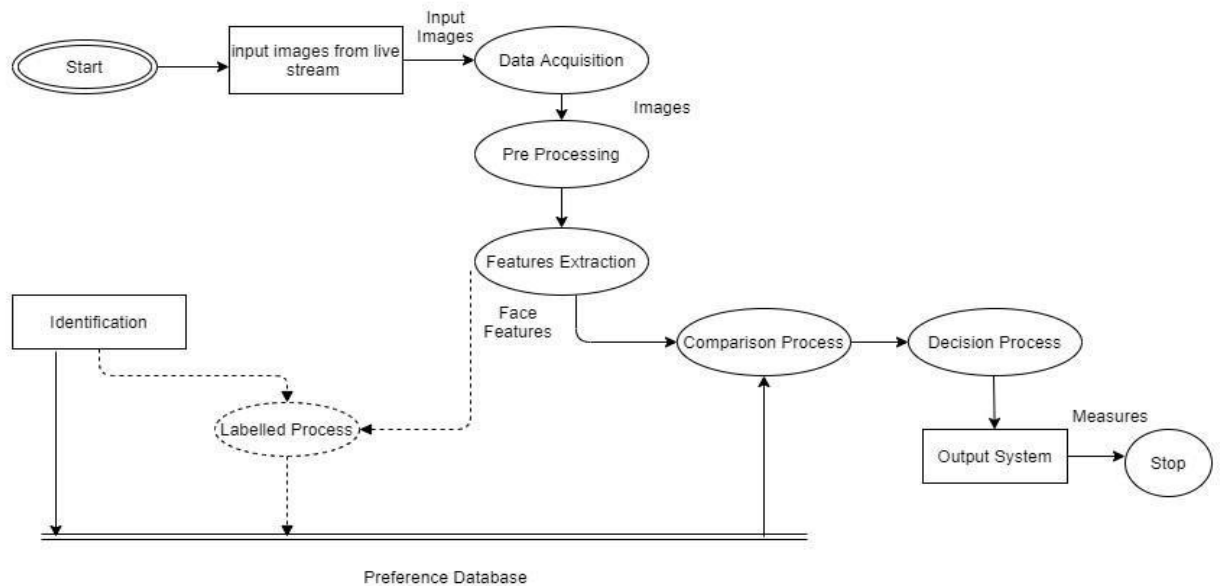 Start
input images from live
stream
Input
Images
Data Acquisition
Images
Pre Processing
Features Extraction
Face
Features
Identification
Comparison Process
Decision Process
Labelled Process
Measures
Output System
Stop
Preference Database